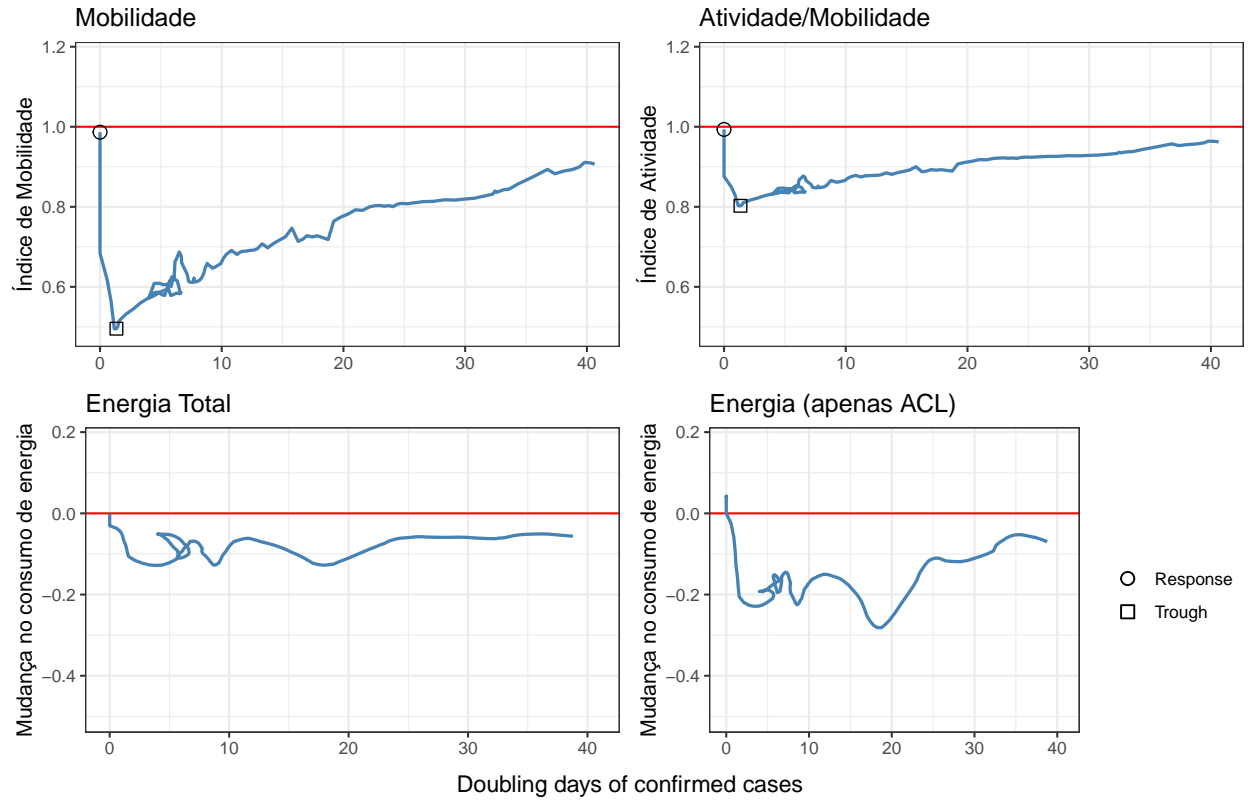 Mobilidade
Atividade/Mobilidade
Índice de Mobilidade
1.2
1.0
0.8
0.6
0 10 20 30 40
Índice de Atividade
1.2
1.0
0.8
0.6
0 10 20 30 40
Energia Total
Energia (apenas ACL)
Mudança no consumo de energia
0.2
0.0
−0.2
−0.4
0 10 20 30 40
Mudança no consumo de energia
0.2
0.0
−0.2
−0.4
0 10 20 30 40
Response
Trough
Doubling days of confirmed cases